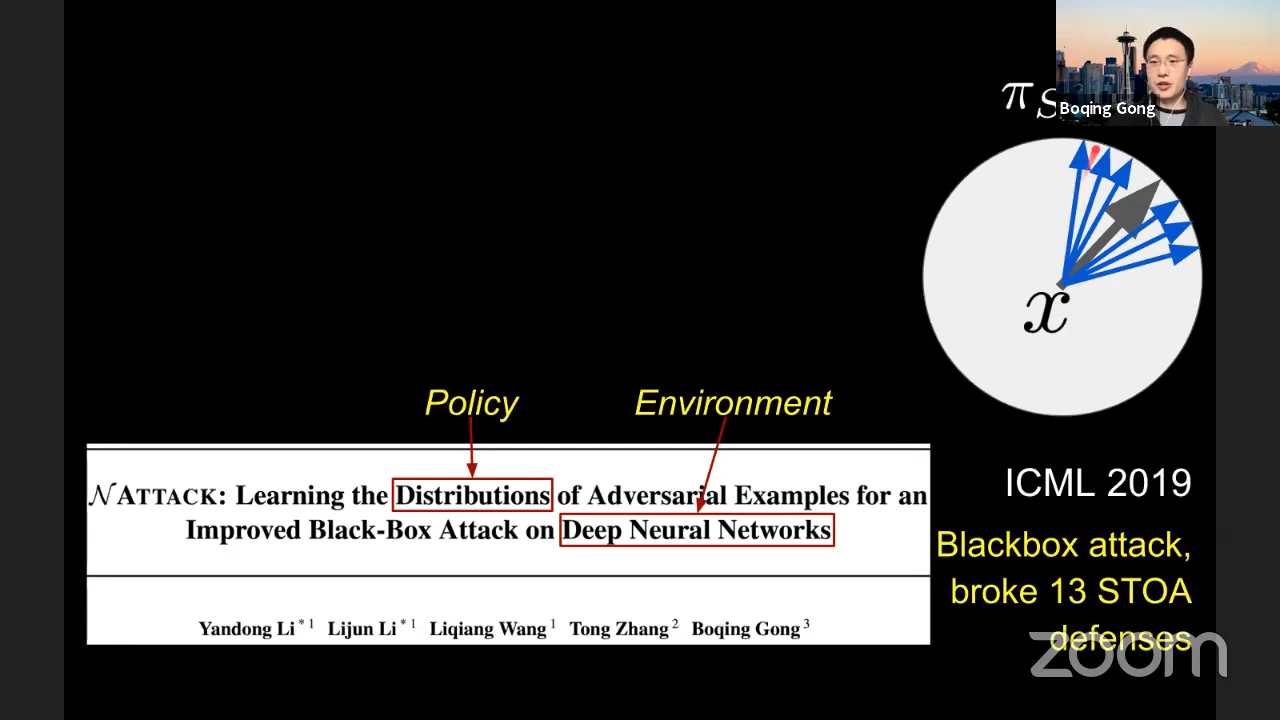 π S
Boqing Gong
x
Policy
Environment
NATTACK: Learning the Distributions of Adversarial Examples for an
Improved Black-Box Attack on Deep Neural Networks
Yandong Li * 1 Lijun Li * 1 Liqiang Wang 1 Tong Zhang 2 Boqing Gong 3
ICML 2019
Blackbox attack,
broke 13 STOA
defenses
zoom